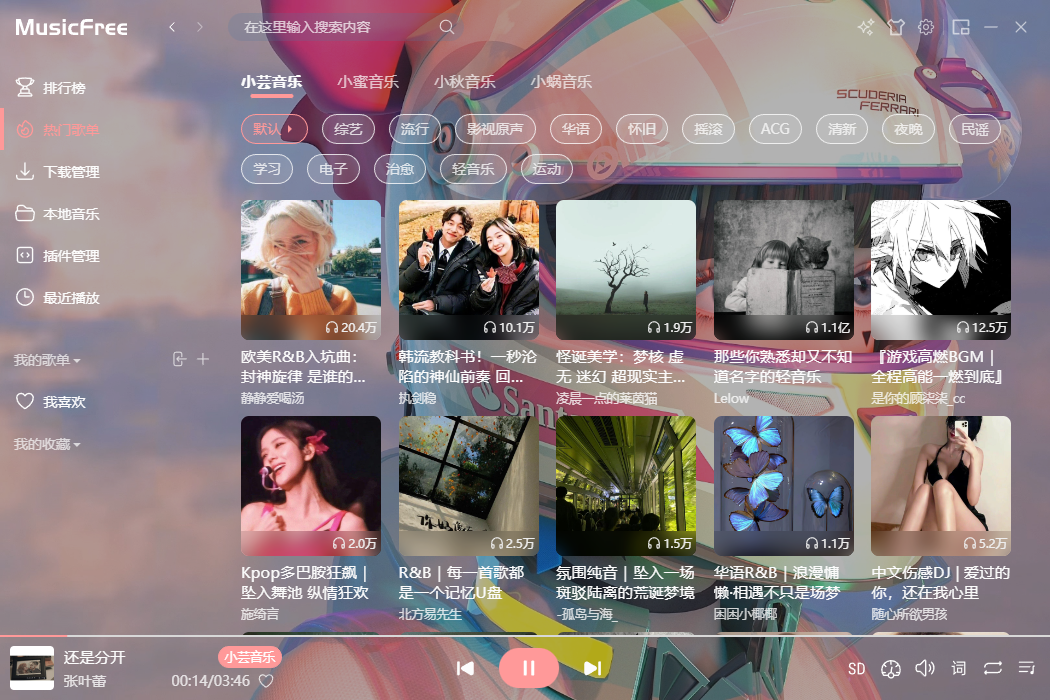 MusicFree
在这里输入搜索内容
排行榜
热门歌单
下载管理
本地音乐
插件管理
最近播放
我的歌单
我喜欢
我的收藏
小芸音乐 小蜜音乐 小秋音乐 小蜗音乐
默认 综艺 流行 影视原声 华语 怀旧 摇滚 ACG 清新 夜晚 民谣
学习 电子 治愈 轻音乐 运动
SCUDERIA
FERRARI
20.4万
欧美R&B入坑曲：
封神旋律 是谁的...
静静爱喝汤
10.1万
韩流教科书！一秒沦
陷的神仙前奏 回...
执剑稳
1.9万
怪诞美学：梦核 虚
无 迷幻 超现实主...
凌晨一点的莱茵猫
1.1亿
那些你熟悉却又不知
道名字的轻音乐
Lelow
12.5万
『游戏高燃BGM｜
全程高能一燃到底』
是你的顾柒柒_cc
Sant
2.0万
Kpop多巴胺狂飙｜
坠入舞池 纵情狂欢
施绮言
2.5万
R&B｜每一首歌都
是一个记忆U盘
北方易先生
1.5万
氛围纯音｜坠入一场
斑驳陆离的荒诞梦境
-孤岛与海_
1.1万
华语R&B｜浪漫慵
懒·相遇不只是场梦
困困小椰椰
5.2万
中文伤感DJ | 爱过的
你，还在我心里
随心所欲男孩
还是分开
小芸音乐
张叶蕾
00:14/03:46
SD
词